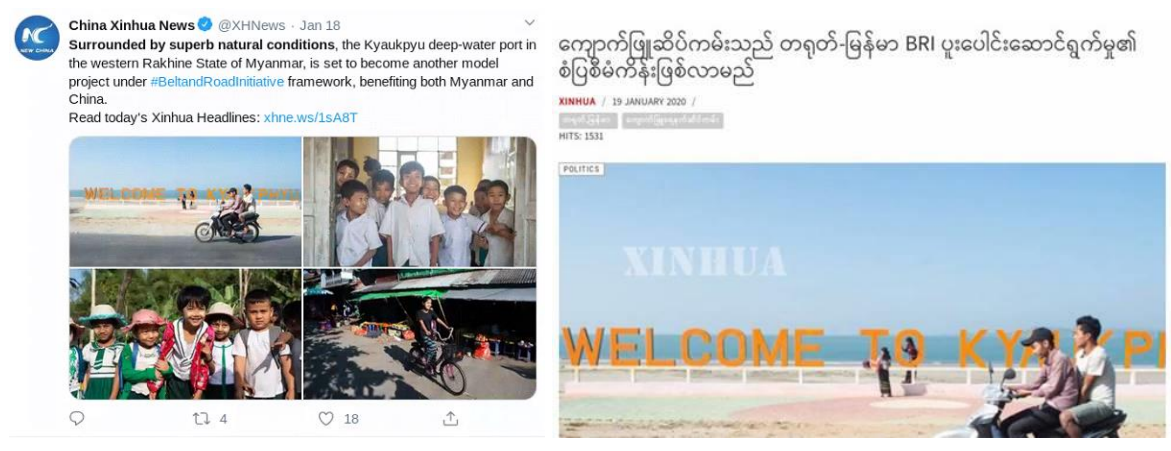 China Xinhua News @XHNews · Jan 18
Surrounded by superb natural conditions, the Kyaukpyu deep-water port in
the western Rakhine State of Myanmar, is set to become another model
project under #BeltandRoadInitiative framework, benefiting both Myanmar and
China.
Read today's Xinhua Headlines: xhne.ws/1sA8T
NEW CHINA
WELCOME TO
4
18
ကျောက်ဖြူဆိပ်ကမ်းသည် တရုတ်-မြန်မာ BRI ပူးပေါင်းဆောင်ရွက်မှု၏
စံပြစီမံကိန်းဖြစ်လာမည်
XINHUA / 19 JANUARY 2020 /
HITS: 1531
POLITICS
XINHUA
WELCOME TO